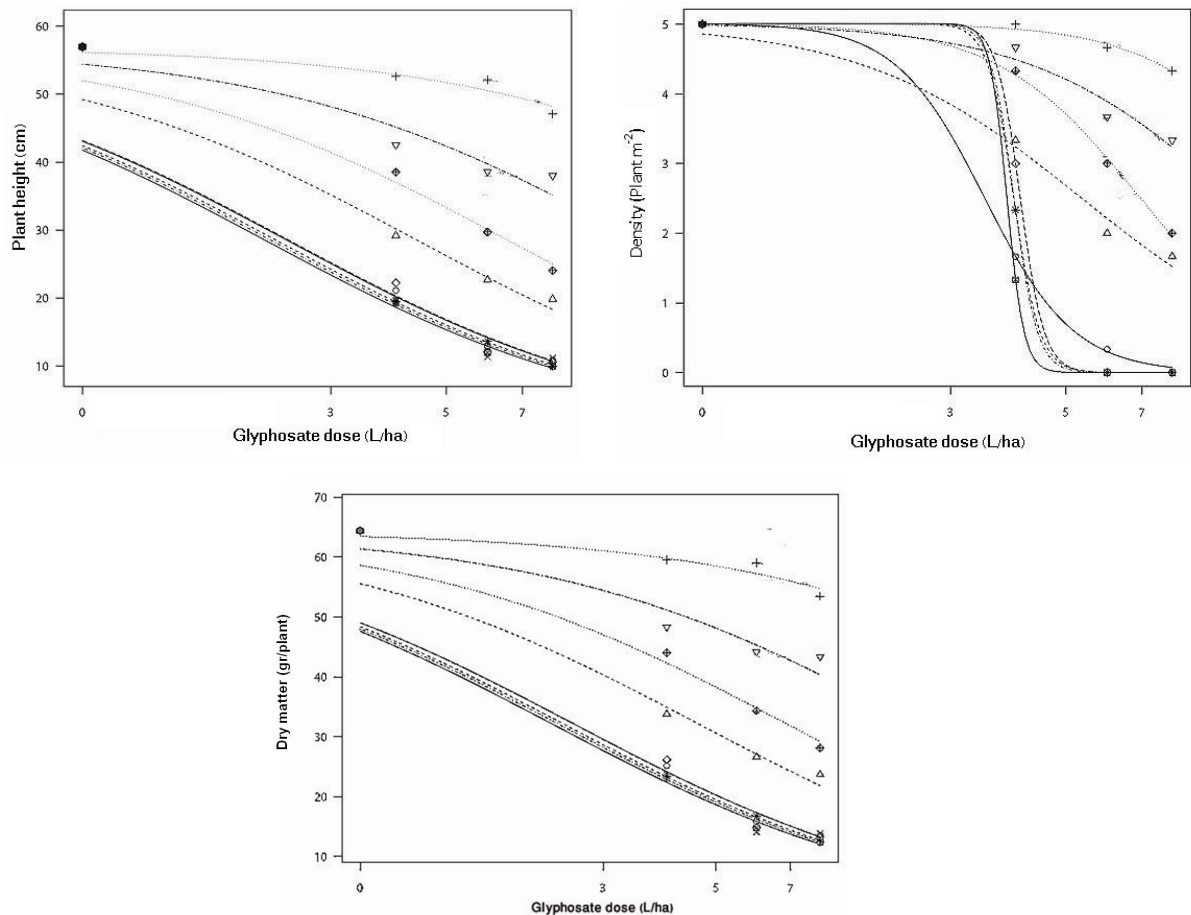 Plant height (cm)
60
50
40
30
20
10
0 3 5 7
Glyphosate dose (L/ha)
Density (Plant m⁻²)
5
4
3
2
1
0
0 3 5 7
Glyphosate dose (L/ha)
Dry matter (gr/plant)
70
60
50
40
30
20
10
0 3 5 7
Glyphosate dose (L/ha)